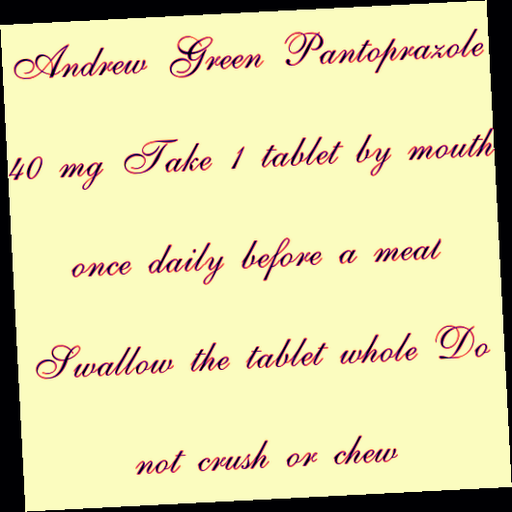 Andrew Green Pantoprazole
40 mg Take 1 tablet by mouth
once daily before a meal
Swallow the tablet whole Do
not crush or chew